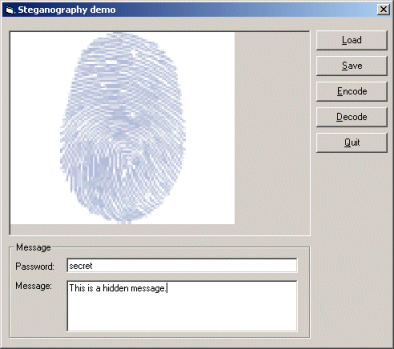 Steganography demo
Load
Save
Encode
Decode
Quit
Message
Password: secret
Message: This is a hidden message.